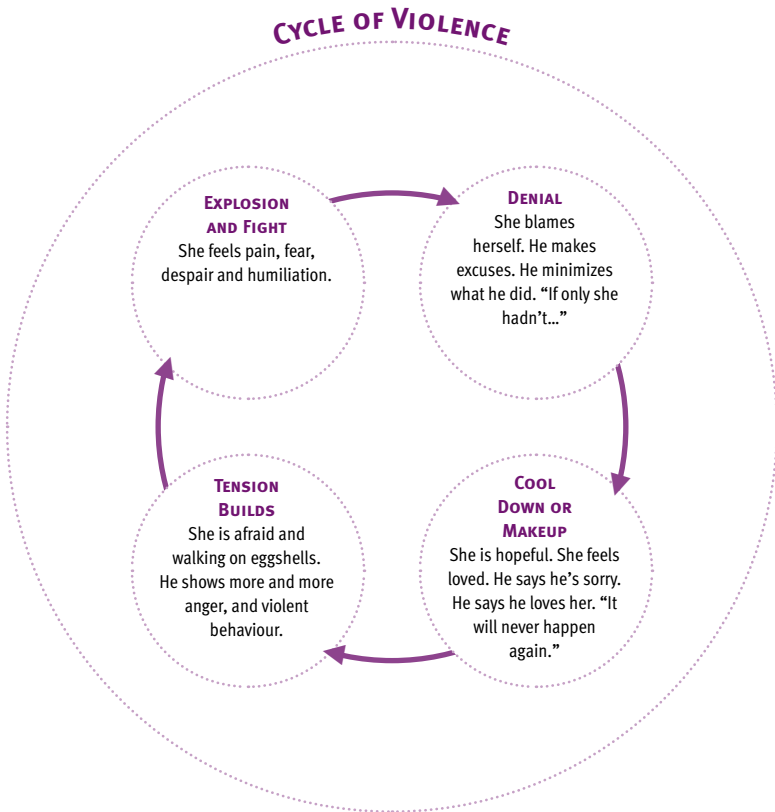 CYCLE OF VIOLENCE
EXPLOSION
AND FIGHT
She feels pain, fear,
despair and humiliation.
DENIAL
She blames
herself. He makes
excuses. He minimizes
what he did. “If only she
hadn’t...”
COOL
DOWN OR
MAKEUP
She is hopeful. She feels
loved. He says he’s sorry.
He says he loves her. “It
will never happen
again.”
TENSION
BUILDS
She is afraid and
walking on eggshells.
He shows more and more
anger, and violent
behaviour.